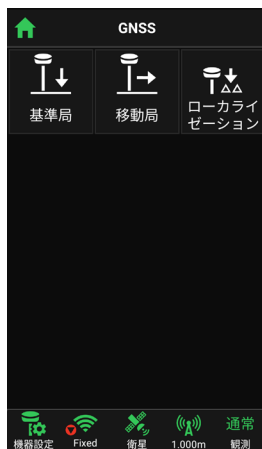 GNSS
基準局
移動局
ローカライ
ゼーション
通常
機器設定
Fixed
衛星
1.000m
観測